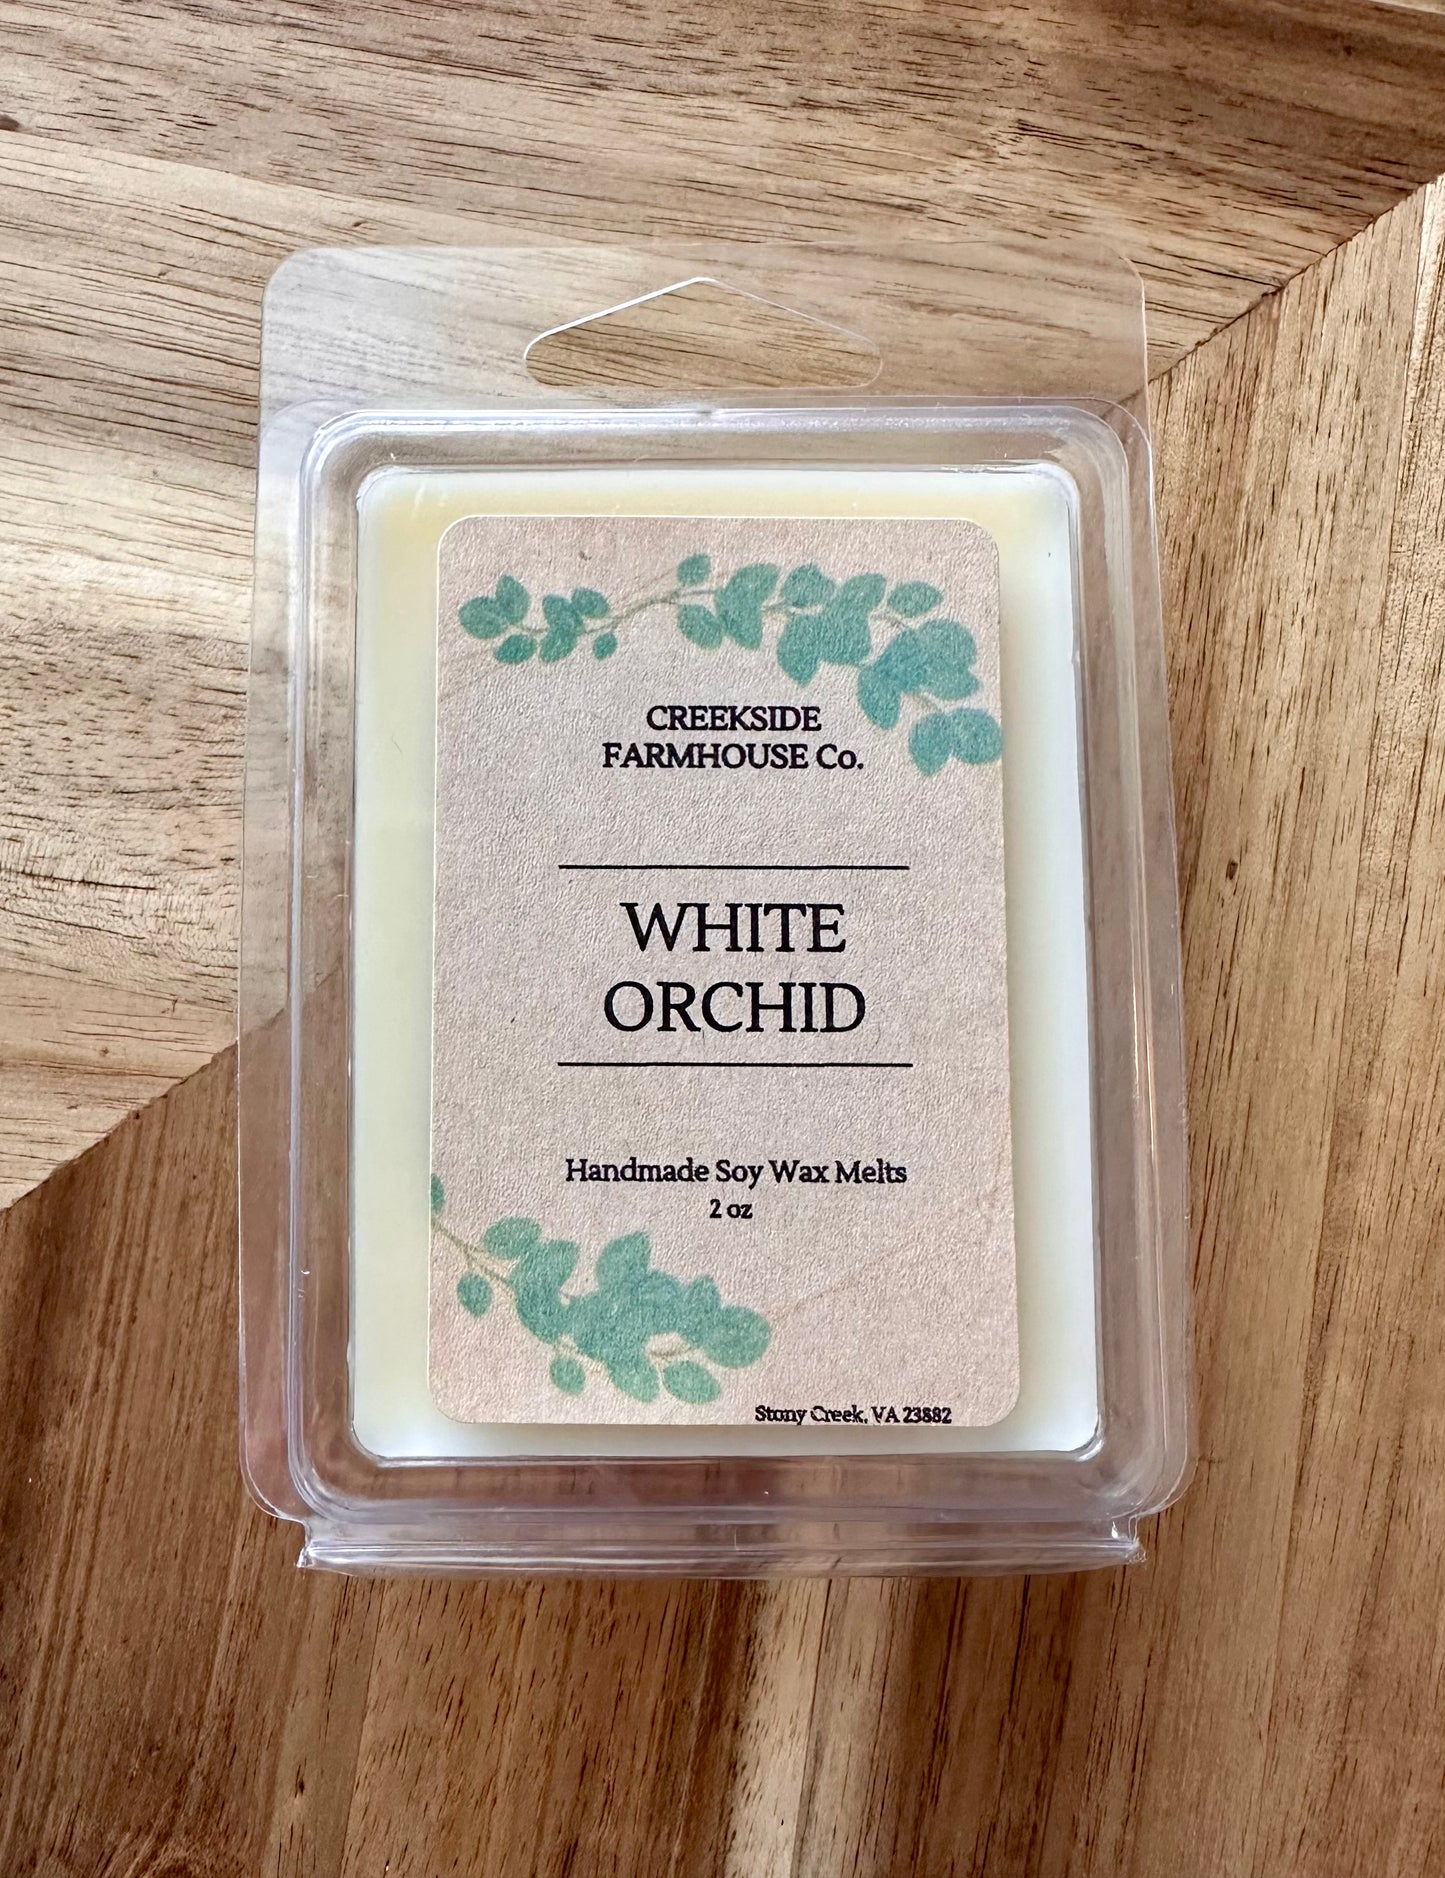 CREEKSIDE
FARMHOUSE Co.
WHITE
ORCHID
Handmade Soy Wax Melts
2 oz
Stony Creek, VA 23882